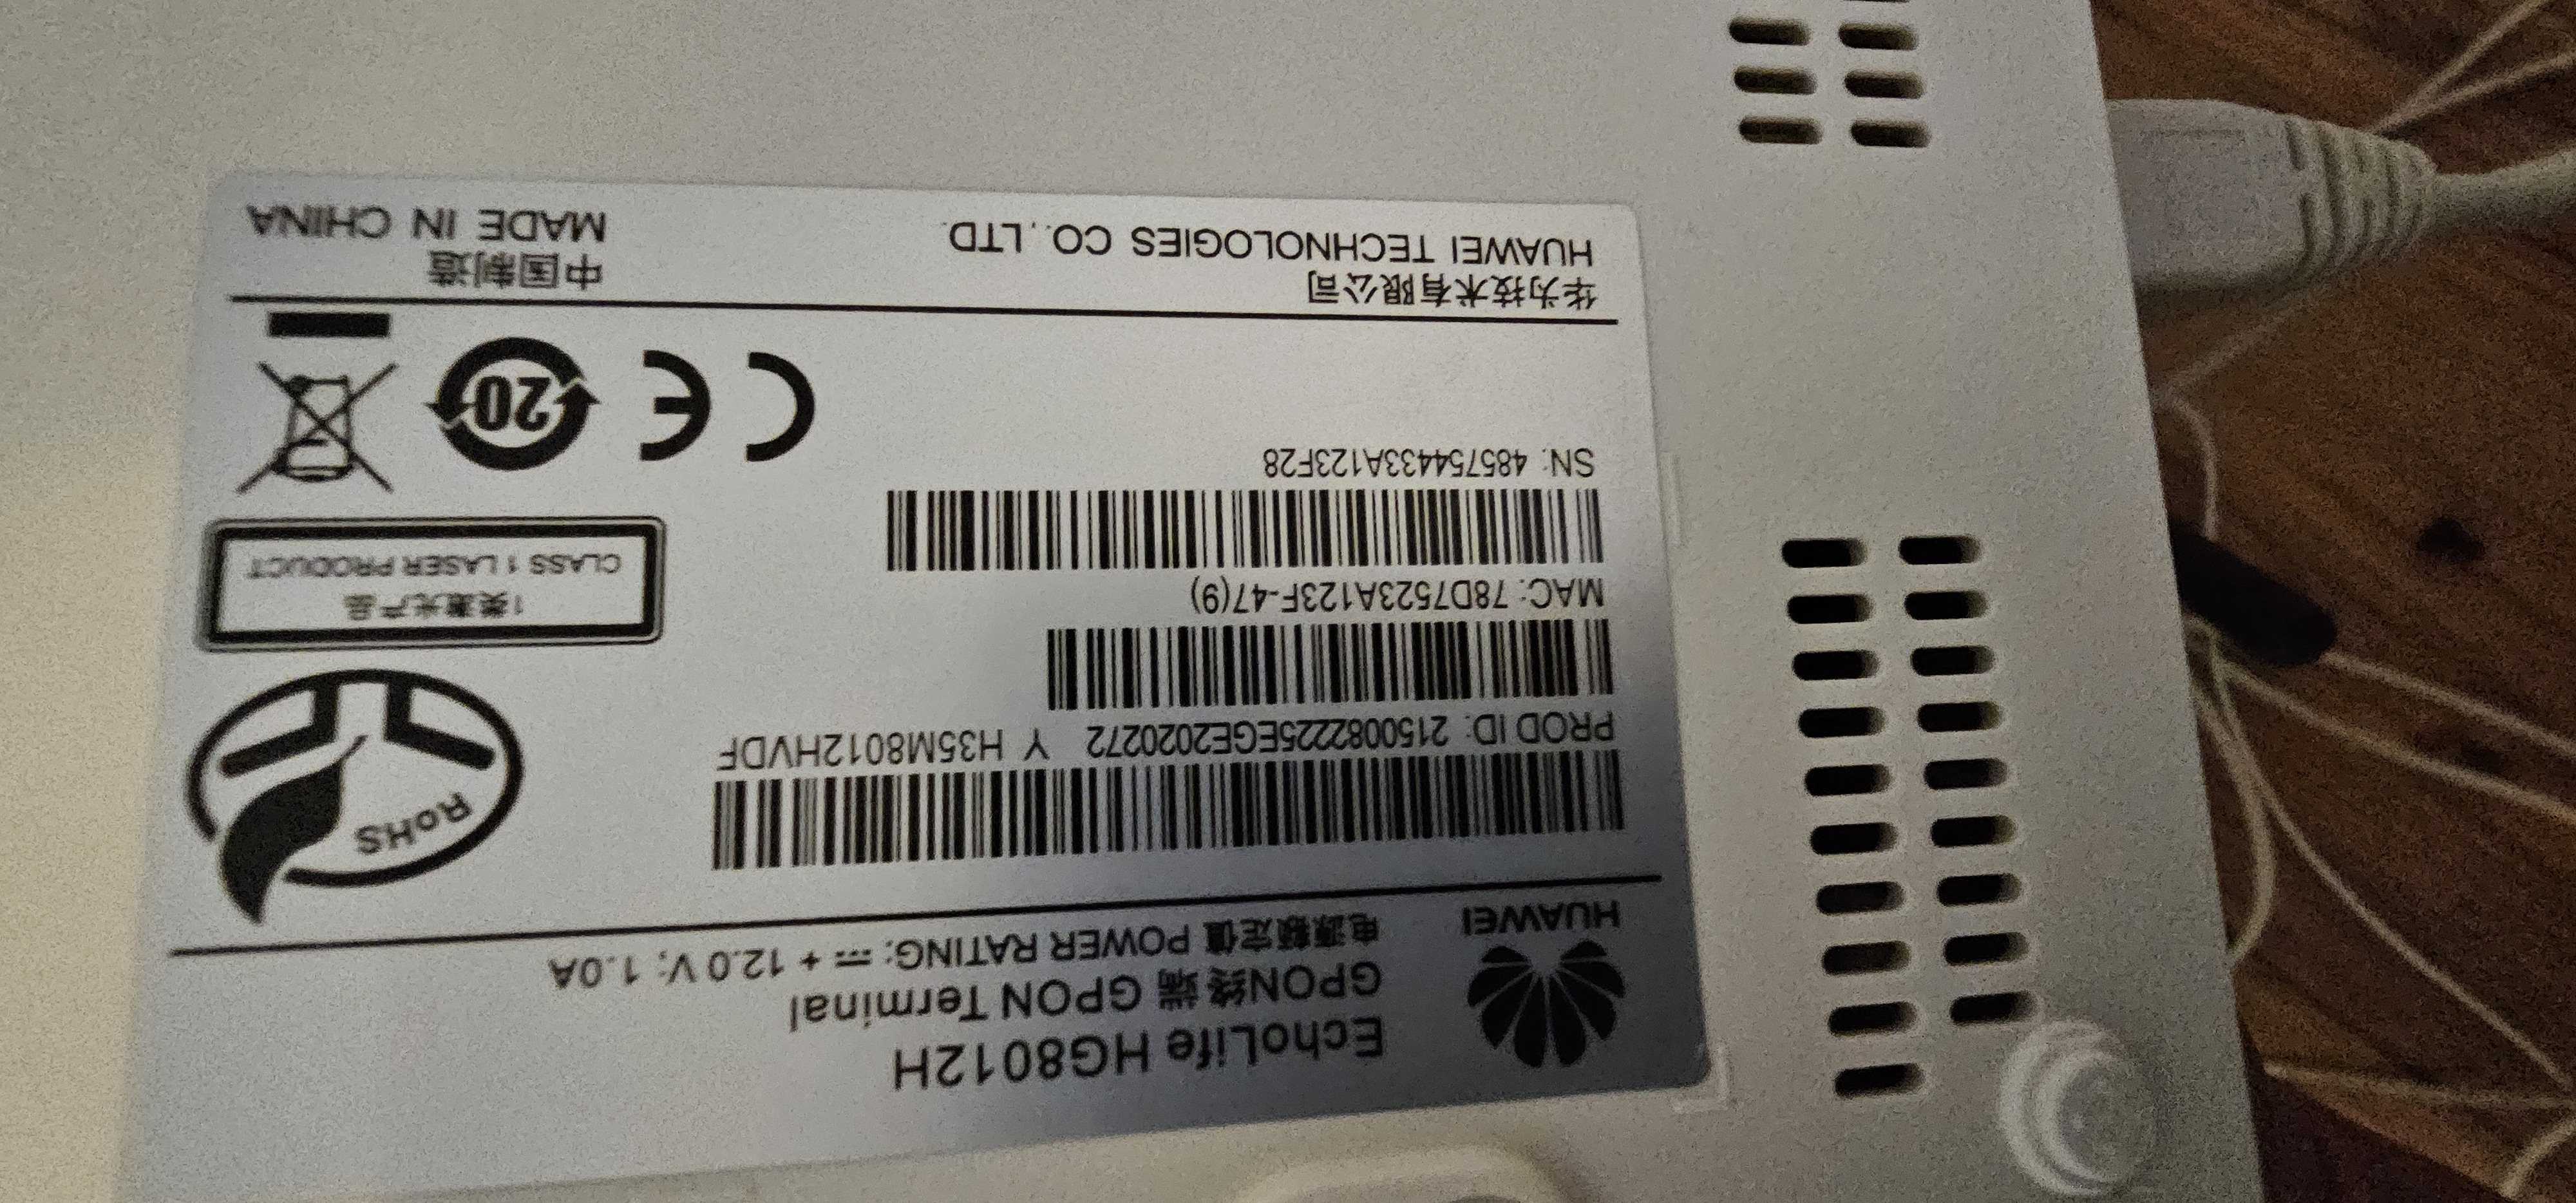 EchoLife HG8012H
GPON终端 GPON Terminal
电源额定值 POWER RATING: ⎓ + 12.0 V; 1.0A
HUAWEI
RoHS
PROD ID: 2150082225EGE2020272 Y H35M8012HVDF
MAC: 78D7523A123F-47(9)
1类激光产品
CLASS 1 LASER PRODUCT
SN: 485754433A123F28
CE
20
华为技术有限公司
HUAWEI TECHNOLOGIES CO., LTD.
中国制造
MADE IN CHINA